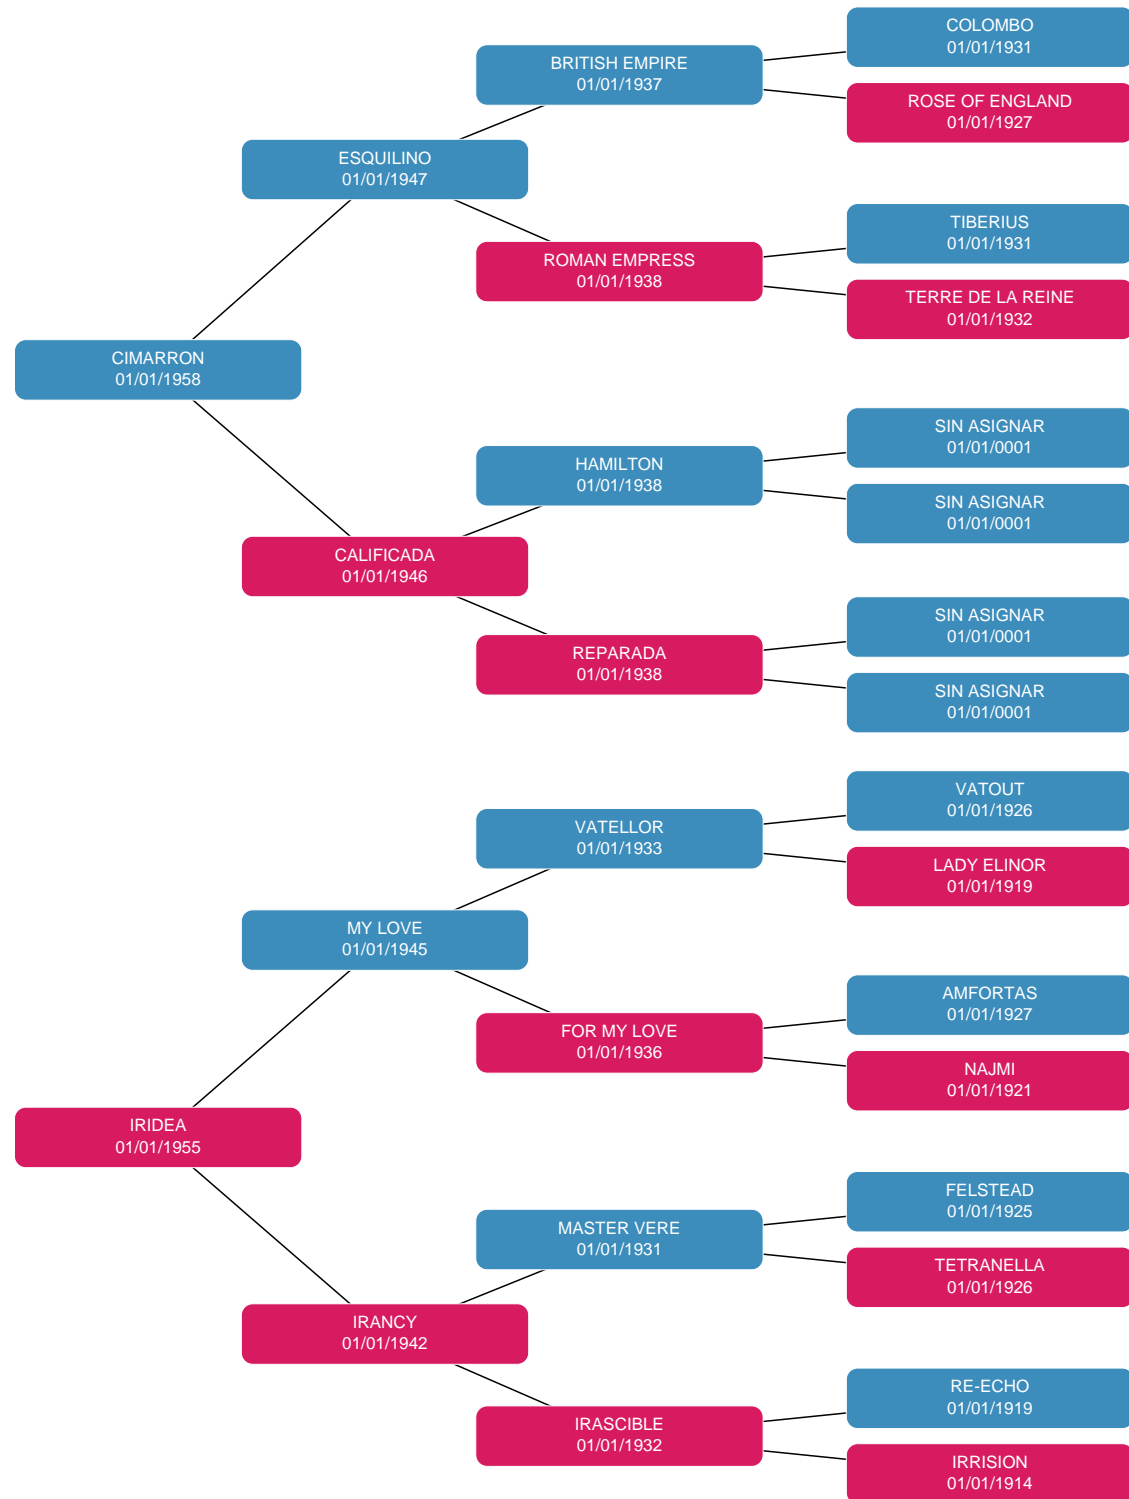 COLOMBO
01/01/1931
BRITISH EMPIRE
01/01/1937
ROSE OF ENGLAND
01/01/1927
ESQUILINO
01/01/1947
TIBERIUS
01/01/1931
ROMAN EMPRESS
01/01/1938
TERRE DE LA REINE
01/01/1932
CIMARRON
01/01/1958
SIN ASIGNAR
01/01/0001
HAMILTON
01/01/1938
SIN ASIGNAR
01/01/0001
CALIFICADA
01/01/1946
SIN ASIGNAR
01/01/0001
REPARADA
01/01/1938
SIN ASIGNAR
01/01/0001
VATOUT
01/01/1926
VATELLOR
01/01/1933
LADY ELINOR
01/01/1919
MY LOVE
01/01/1945
AMFORTAS
01/01/1927
FOR MY LOVE
01/01/1936
NAJMI
01/01/1921
IRIDEA
01/01/1955
FELSTEAD
01/01/1925
MASTER VERE
01/01/1931
TETRANELLA
01/01/1926
IRANCY
01/01/1942
RE-ECHO
01/01/1919
IRASCIBLE
01/01/1932
IRRISION
01/01/1914